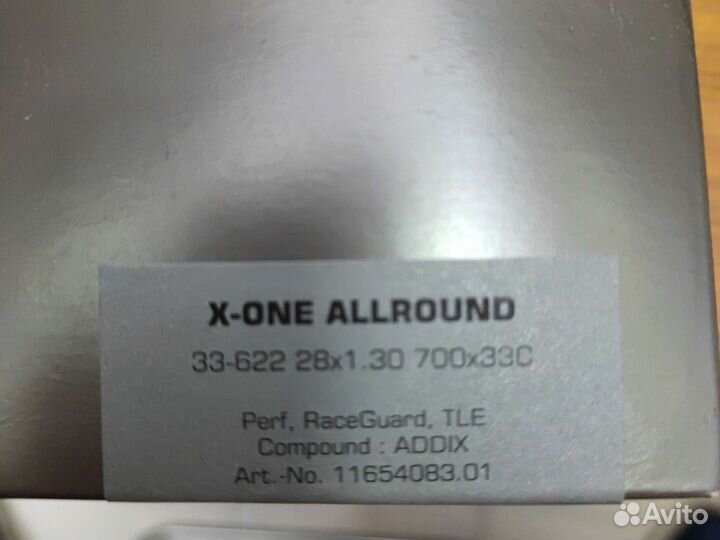 X-ONE ALLROUND
33-622 28x1.30 700x33C
Perf, RaceGuard, TLE
Compound : ADDIX
Art.-No. 11654083.01
Avito